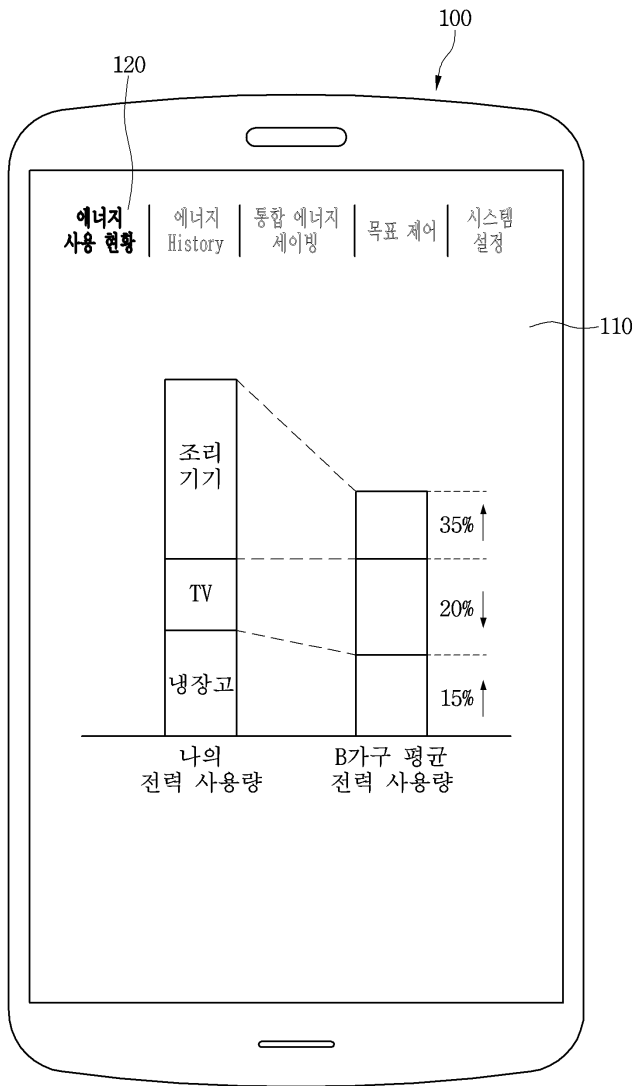 100
120
에너지
사용 현황
에너지
History
통합 에너지
세이빙
목표 제어
시스템
설정
110
조리
기기
35%
TV
20%
냉장고
15%
나의
전력 사용량
B가구 평균
전력 사용량